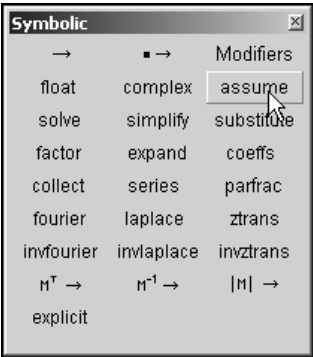 Symbolic
→ ▪ → Modifiers
float complex assume
solve simplify substitute
factor expand coeffs
collect series parfrac
fourier laplace ztrans
invfourier invlaplace invztrans
Mᵀ → M⁻¹ → |M| →
explicit